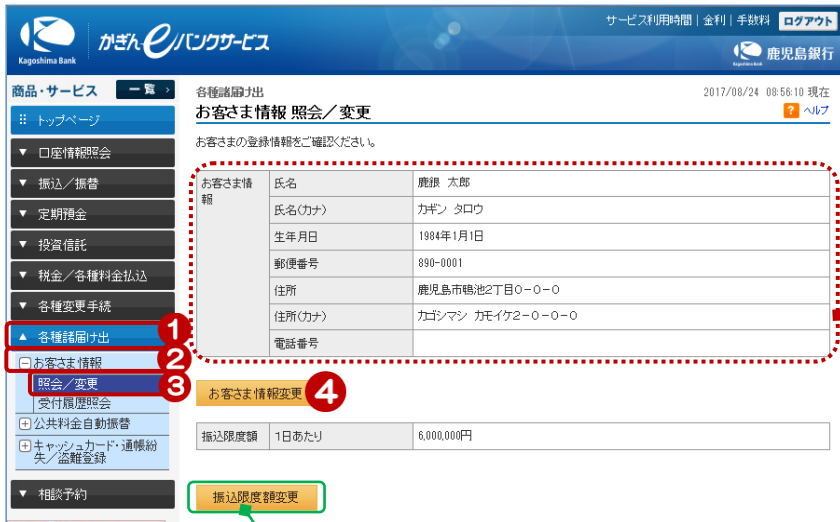 サービス利用時間｜金利｜手数料 ログアウト
Kagoshima Bank かぎんeバンクサービス
鹿児島銀行
商品・サービス 一覧
トップページ
▼ 口座情報照会
▼ 振込／振替
▼ 定期預金
▼ 投資信託
▼ 税金／各種料金払込
▼ 各種変更手続
▲ 各種諸届け出 1
お客さま情報 2
照会／変更 3
受付履歴照会
公共料金自動振替
キャッシュカード・通帳紛
失／盗難登録
▼ 相談予約
各種諸届け出 2017/08/24 08:56:10 現在
お客さま情報 照会／変更 ? ヘルプ
お客さまの登録情報をご確認ください。
お客さま情
報
氏名 鹿銀 太郎
氏名(カナ) カギン タロウ
生年月日 1984年1月1日
郵便番号 890-0001
住所 鹿児島市鴨池2丁目０－０－０
住所(カナ) カゴシマシ カモイケ２－０－０－０
電話番号
お客さま情報変更 4
振込限度額 1日あたり 6,000,000円
振込限度額変更